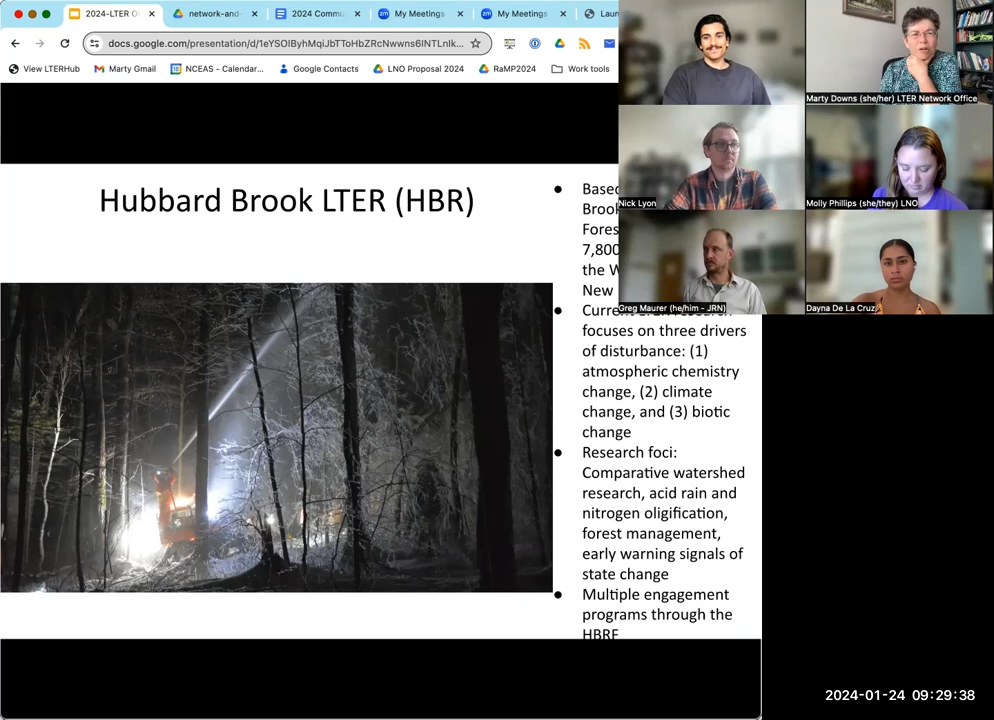 2024-LTER O
network-and-
2024 Commu
My Meetings
My Meetings
Laun
docs.google.com/presentation/d/1eYSOIByhMqiJbTToHbZRcNwwns6INTLnlk...
View LTERHub
Marty Gmail
NCEAS - Calendar...
Google Contacts
LNO Proposal 2024
RaMP2024
Work tools
Marty Downs (she/her) LTER Network Office
Nick Lyon
Molly Phillips (she/they) LNO
Greg Maurer (he/him - JRN)
Dayna De La Cruz
Hubbard Brook LTER (HBR)
• Based
Brook
Fores
7,800
the W
New
• Current LTER research
focuses on three drivers
of disturbance: (1)
atmospheric chemistry
change, (2) climate
change, and (3) biotic
change
• Research foci:
Comparative watershed
research, acid rain and
nitrogen oligification,
forest management,
early warning signals of
state change
• Multiple engagement
programs through the
HBRF
2024-01-24 09:29:38